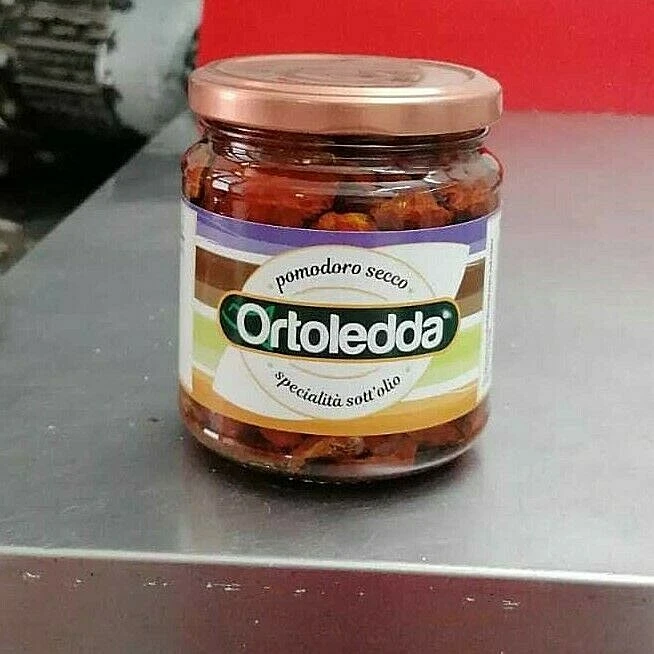 pomodoro secco
Ortoledda®
specialità sott'olio